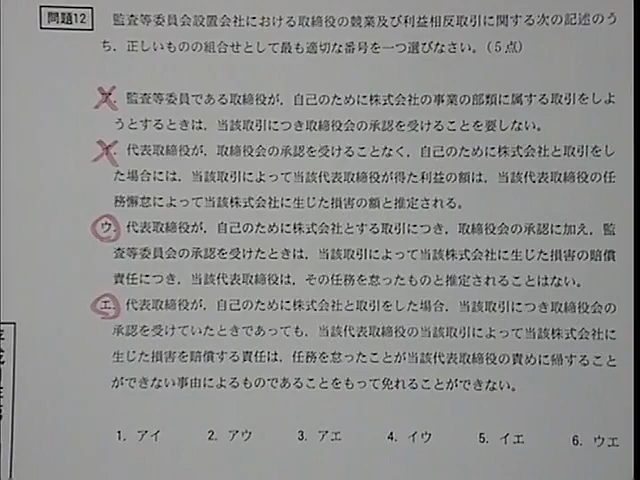 問題12 監査等委員会設置会社における取締役の競業及び利益相反取引に関する次の記述のう
ち，正しいものの組合せとして最も適切な番号を一つ選びなさい。（５点）
ア．監査等委員である取締役が，自己のために株式会社の事業の部類に属する取引をしよ
うとするときは，当該取引につき取締役会の承認を受けることを要しない。
イ．代表取締役が，取締役会の承認を受けることなく，自己のために株式会社と取引をし
た場合には，当該取引によって当該代表取締役が得た利益の額は，当該代表取締役の任
務懈怠によって当該株式会社に生じた損害の額と推定される。
ウ．代表取締役が，自己のために株式会社とする取引につき，取締役会の承認に加え，監
査等委員会の承認を受けたときは，当該取引によって当該株式会社に生じた損害の賠償
責任につき，当該代表取締役は，その任務を怠ったものと推定されることはない。
エ．代表取締役が，自己のために株式会社と取引をした場合，当該取引につき取締役会の
承認を受けていたときであっても，当該代表取締役の当該取引によって当該株式会社に
生じた損害を賠償する責任は，任務を怠ったことが当該代表取締役の責めに帰すること
ができない事由によるものであることをもって免れることができない。
1．アイ 2．アウ 3．アエ 4．イウ 5．イエ 6．ウエ